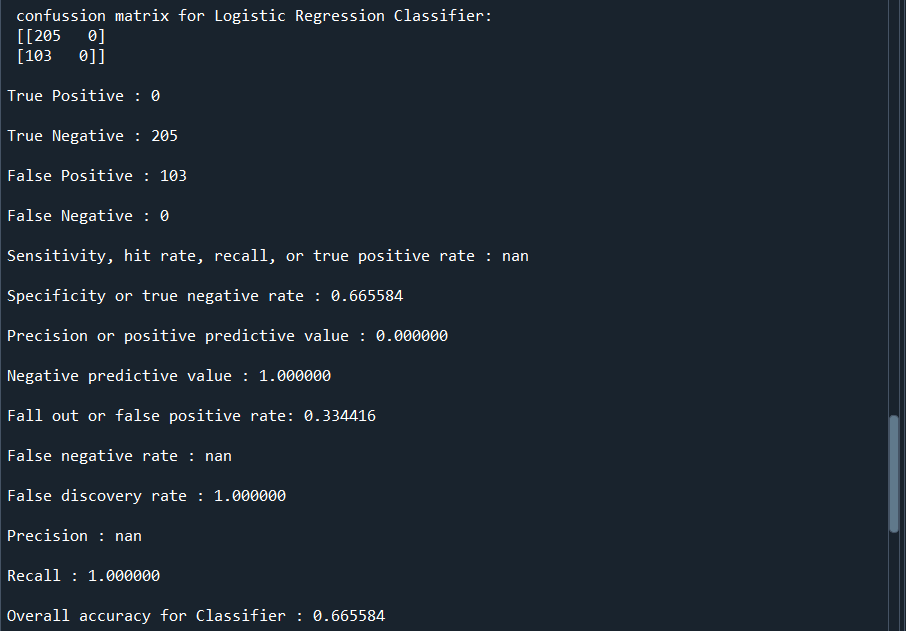 confussion matrix for Logistic Regression Classifier:
[[205   0]
[103   0]]
True Positive : 0
True Negative : 205
False Positive : 103
False Negative : 0
Sensitivity, hit rate, recall, or true positive rate : nan
Specificity or true negative rate : 0.665584
Precision or positive predictive value : 0.000000
Negative predictive value : 1.000000
Fall out or false positive rate: 0.334416
False negative rate : nan
False discovery rate : 1.000000
Precision : nan
Recall : 1.000000
Overall accuracy for Classifier : 0.665584